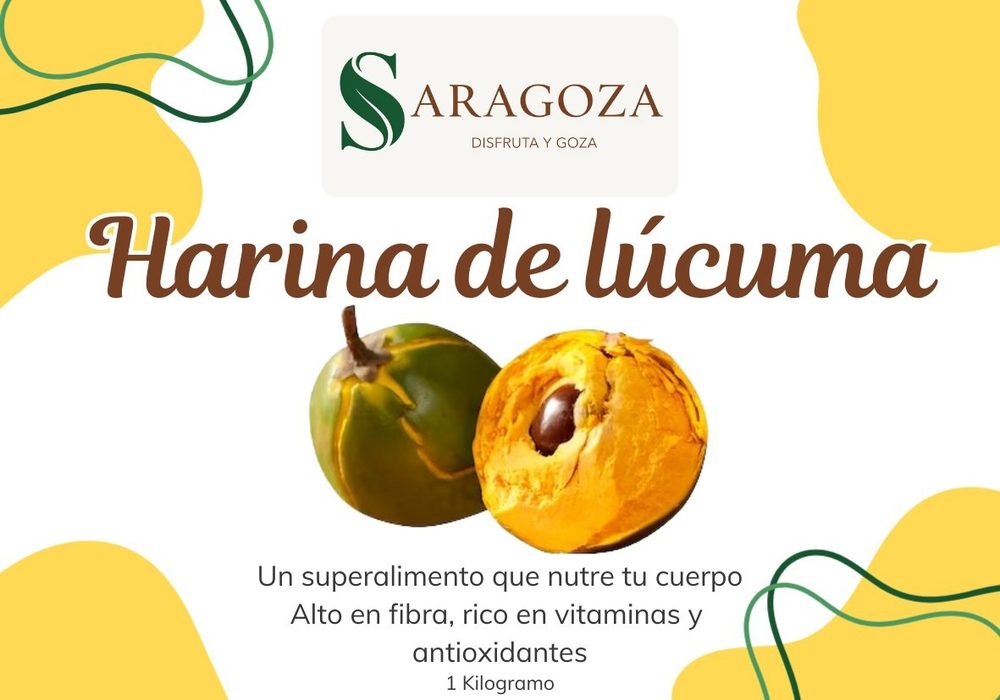 SARAGOZA
DISFRUTA Y GOZA
Harina de lúcuma
Un superalimento que nutre tu cuerpo
Alto en fibra, rico en vitaminas y
antioxidantes
1 Kilogramo